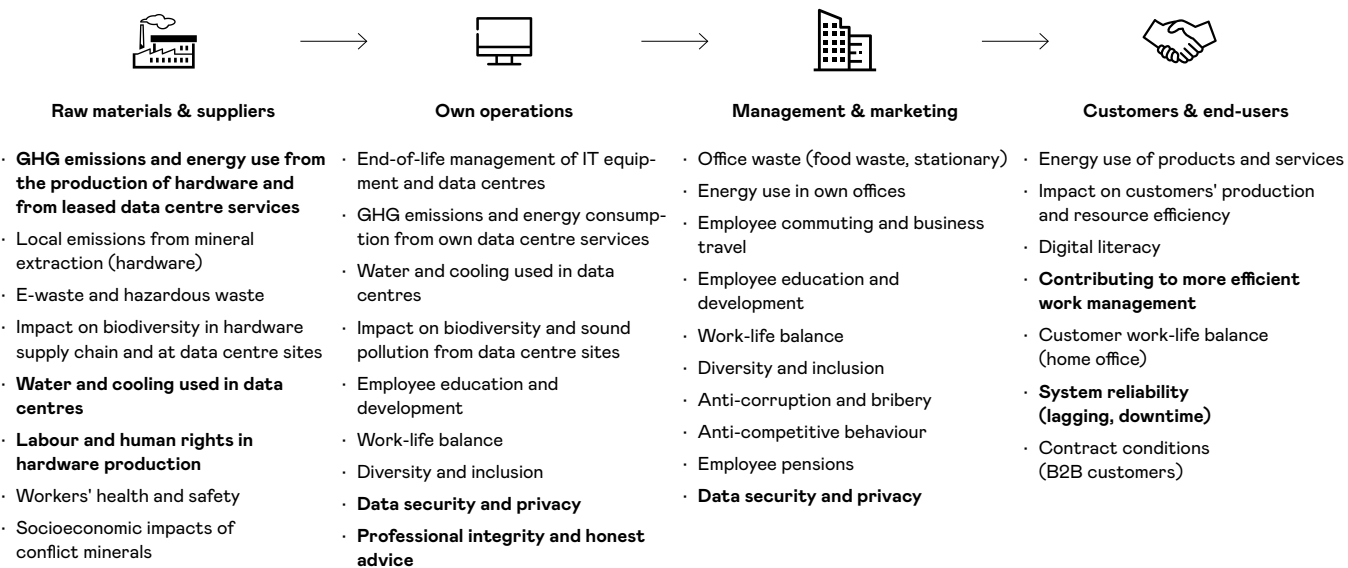 Raw materials & suppliers
· GHG emissions and energy use from
the production of hardware and
from leased data centre services
· Local emissions from mineral
extraction (hardware)
· E-waste and hazardous waste
· Impact on biodiversity in hardware
supply chain and at data centre sites
· Water and cooling used in data
centres
· Labour and human rights in
hardware production
· Workers' health and safety
· Socioeconomic impacts of
conflict minerals
Own operations
· End-of-life management of IT equip-
ment and data centres
· GHG emissions and energy consump-
tion from own data centre services
· Water and cooling used in data
centres
· Impact on biodiversity and sound
pollution from data centre sites
· Employee education and
development
· Work-life balance
· Diversity and inclusion
· Data security and privacy
· Professional integrity and honest
advice
Management & marketing
· Office waste (food waste, stationary)
· Energy use in own offices
· Employee commuting and business
travel
· Employee education and
development
· Work-life balance
· Diversity and inclusion
· Anti-corruption and bribery
· Anti-competitive behaviour
· Employee pensions
· Data security and privacy
Customers & end-users
· Energy use of products and services
· Impact on customers' production
and resource efficiency
· Digital literacy
· Contributing to more efficient
work management
· Customer work-life balance
(home office)
· System reliability
(lagging, downtime)
· Contract conditions
(B2B customers)